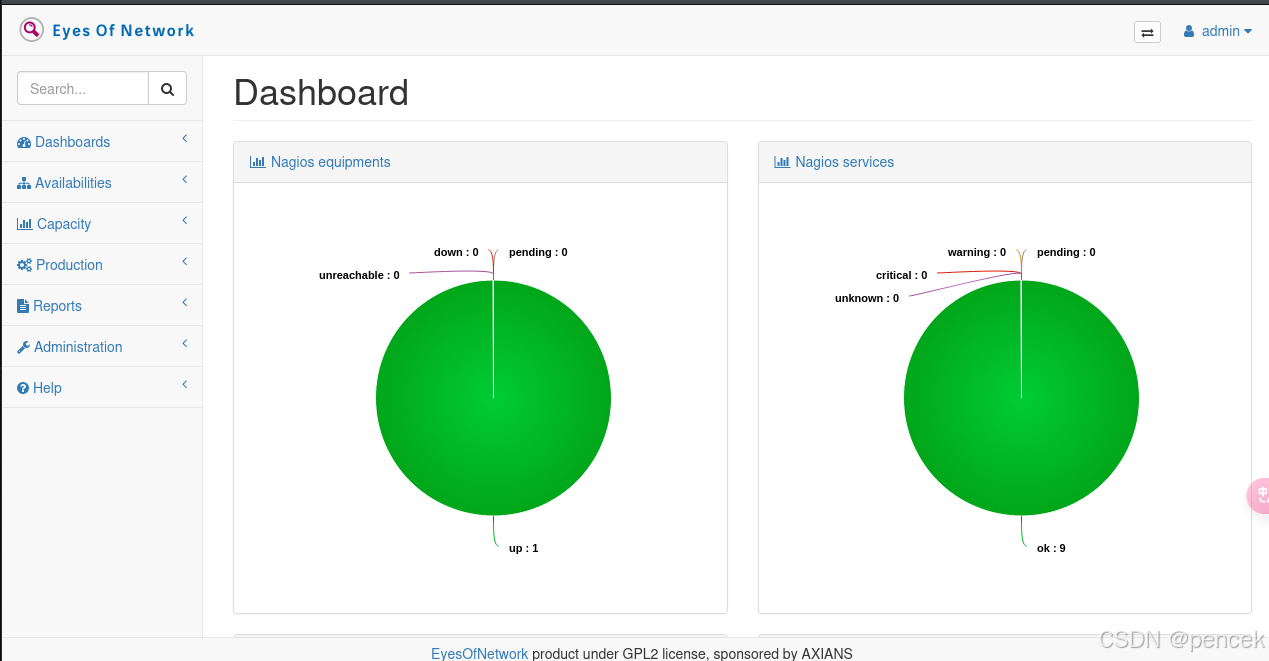 Eyes Of Network
admin
Search...
Dashboards
Availabilities
Capacity
Production
Reports
Administration
Help
Dashboard
Nagios equipments
down : 0
pending : 0
unreachable : 0
up : 1
Nagios services
warning : 0
pending : 0
critical : 0
unknown : 0
ok : 9
EyesOfNetwork product under GPL2 license, sponsored by AXIANS
CSDN @pencek
中